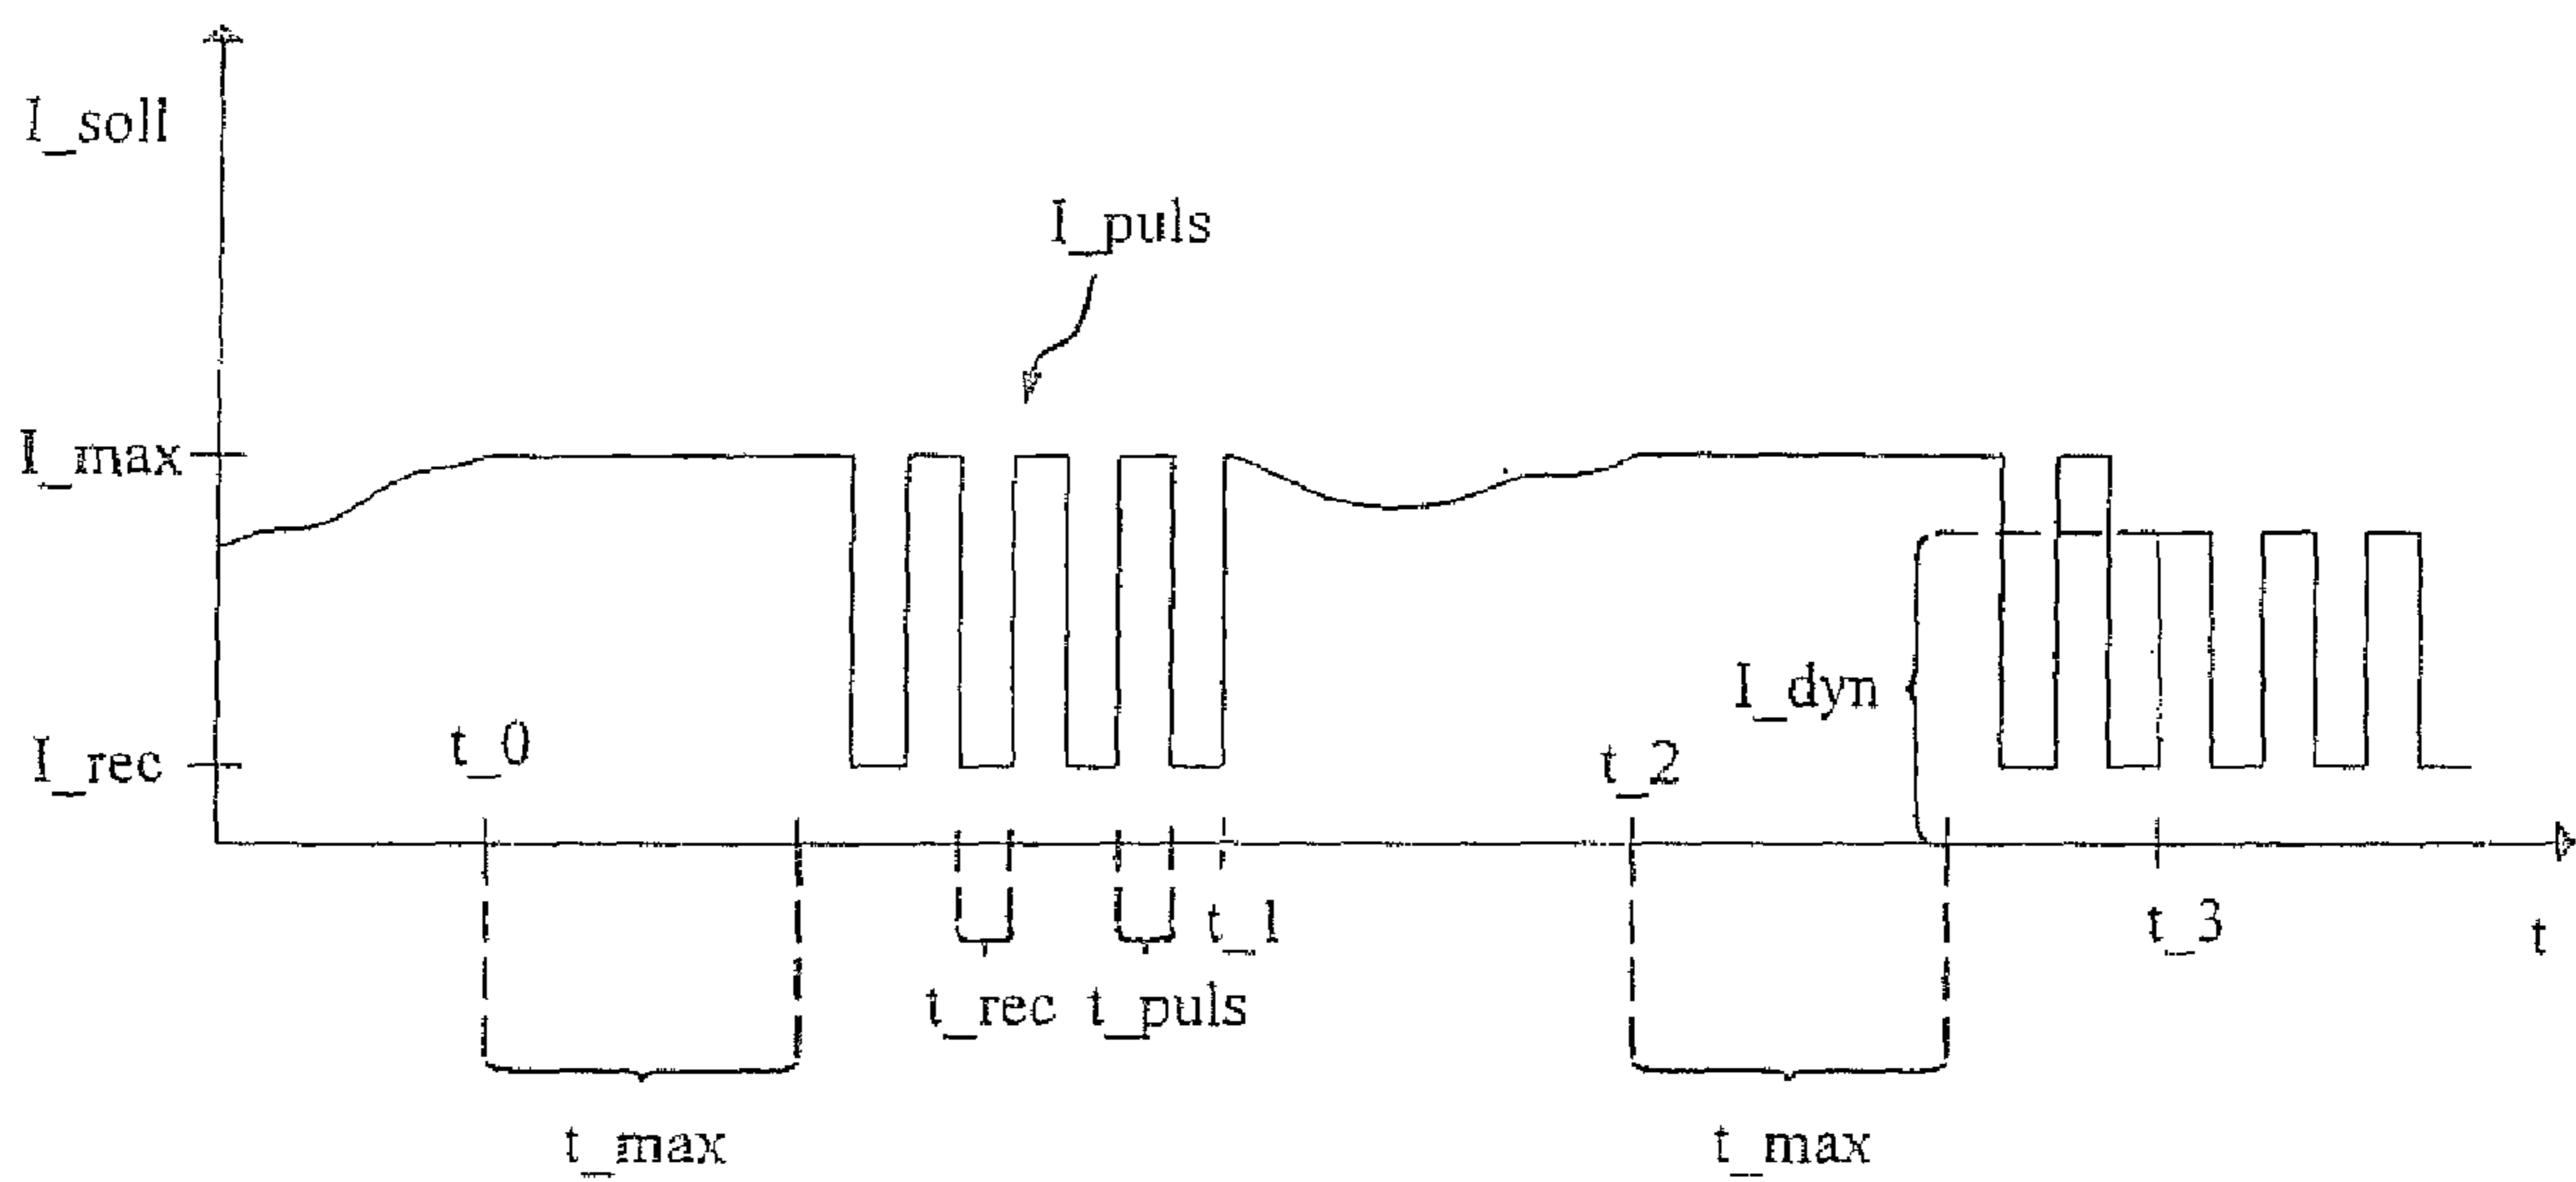 I_soll
I_puls
I_max
I_dyn
t_0
t_2
I_rec
t_1
t_3
t
t_rec
t_puls
t_max
t_max